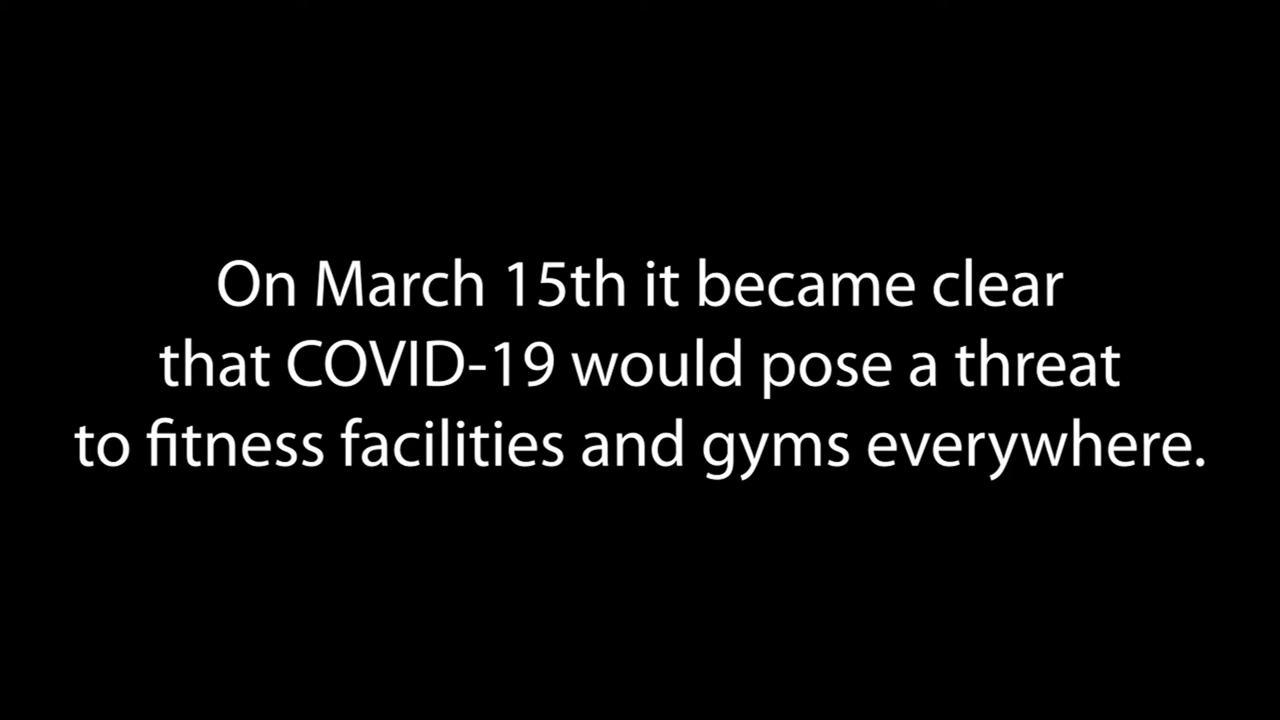 On March 15th it became clear
that COVID-19 would pose a threat
to fitness facilities and gyms everywhere.